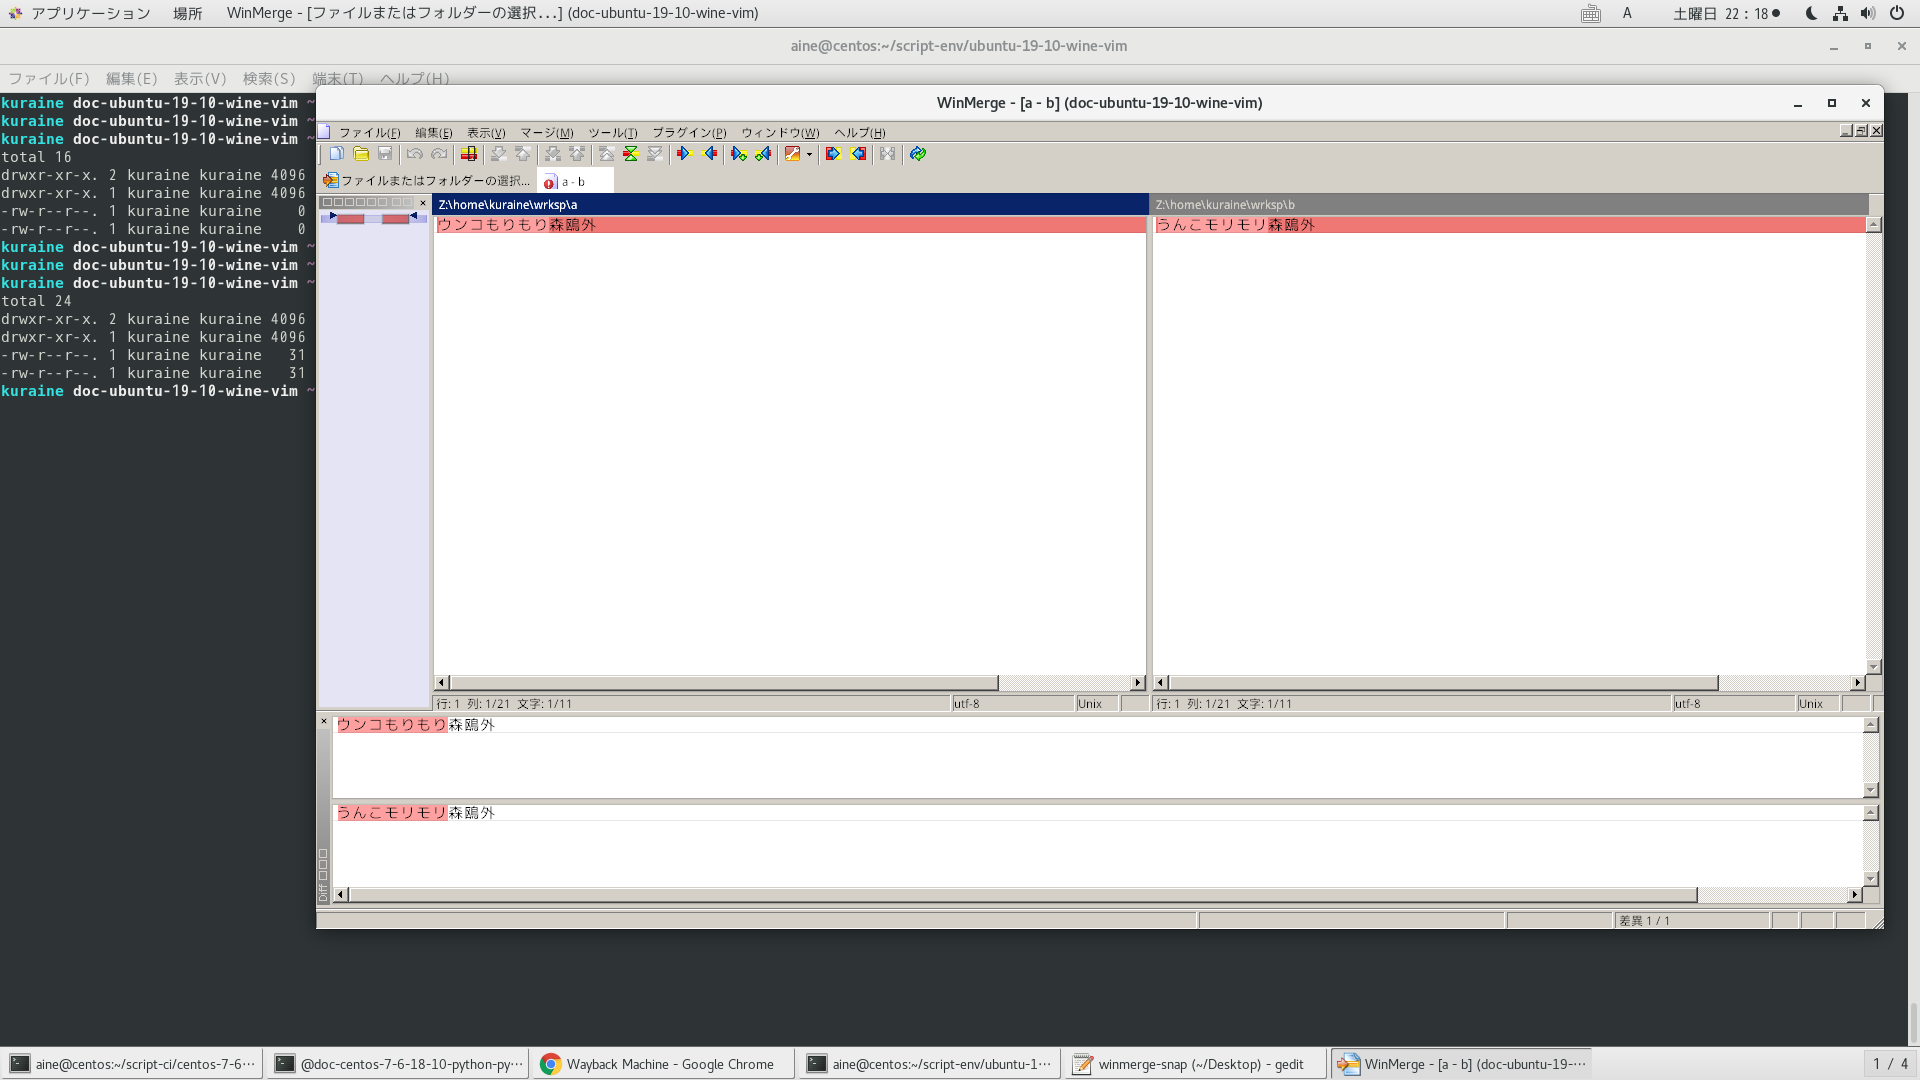 アプリケーション 場所 WinMerge - [ファイルまたはフォルダーの選択...] (doc-ubuntu-19-10-wine-vim) A 土曜日 22：18●
aine@centos:~/script-env/ubuntu-19-10-wine-vim
ファイル(F) 編集(E) 表示(V) 検索(S) 端末(T) ヘルプ(H)
kuraine doc-ubuntu-19-10-wine-vim ~
kuraine doc-ubuntu-19-10-wine-vim ~
kuraine doc-ubuntu-19-10-wine-vim ~
total 16
drwxr-xr-x. 2 kuraine kuraine 4096
drwxr-xr-x. 1 kuraine kuraine 4096
-rw-r--r--. 1 kuraine kuraine 0
-rw-r--r--. 1 kuraine kuraine 0
kuraine doc-ubuntu-19-10-wine-vim ~
kuraine doc-ubuntu-19-10-wine-vim ~
kuraine doc-ubuntu-19-10-wine-vim ~
total 24
drwxr-xr-x. 2 kuraine kuraine 4096
drwxr-xr-x. 1 kuraine kuraine 4096
-rw-r--r--. 1 kuraine kuraine 31
-rw-r--r--. 1 kuraine kuraine 31
kuraine doc-ubuntu-19-10-wine-vim ~
WinMerge - [a - b] (doc-ubuntu-19-10-wine-vim)
ファイル(F) 編集(E) 表示(V) マージ(M) ツール(T) プラグイン(P) ウィンドウ(W) ヘルプ(H)
ファイルまたはフォルダーの選択... a - b
Z:\home\kuraine\wrksp\a Z:\home\kuraine\wrksp\b
ウンコもりもり森鴎外 うんこモリモリ森鴎外
行: 1 列: 1/21 文字: 1/11 utf-8 Unix 行: 1 列: 1/21 文字: 1/11 utf-8 Unix
ウンコもりもり森鴎外
うんこモリモリ森鴎外
Diff
差異 1 / 1
aine@centos:~/script-ci/centos-7-6··· @doc-centos-7-6-18-10-python-py··· Wayback Machine - Google Chrome aine@centos:~/script-env/ubuntu-1··· winmerge-snap (~/Desktop) - gedit WinMerge - [a - b] (doc-ubuntu-19-··· 1 / 4